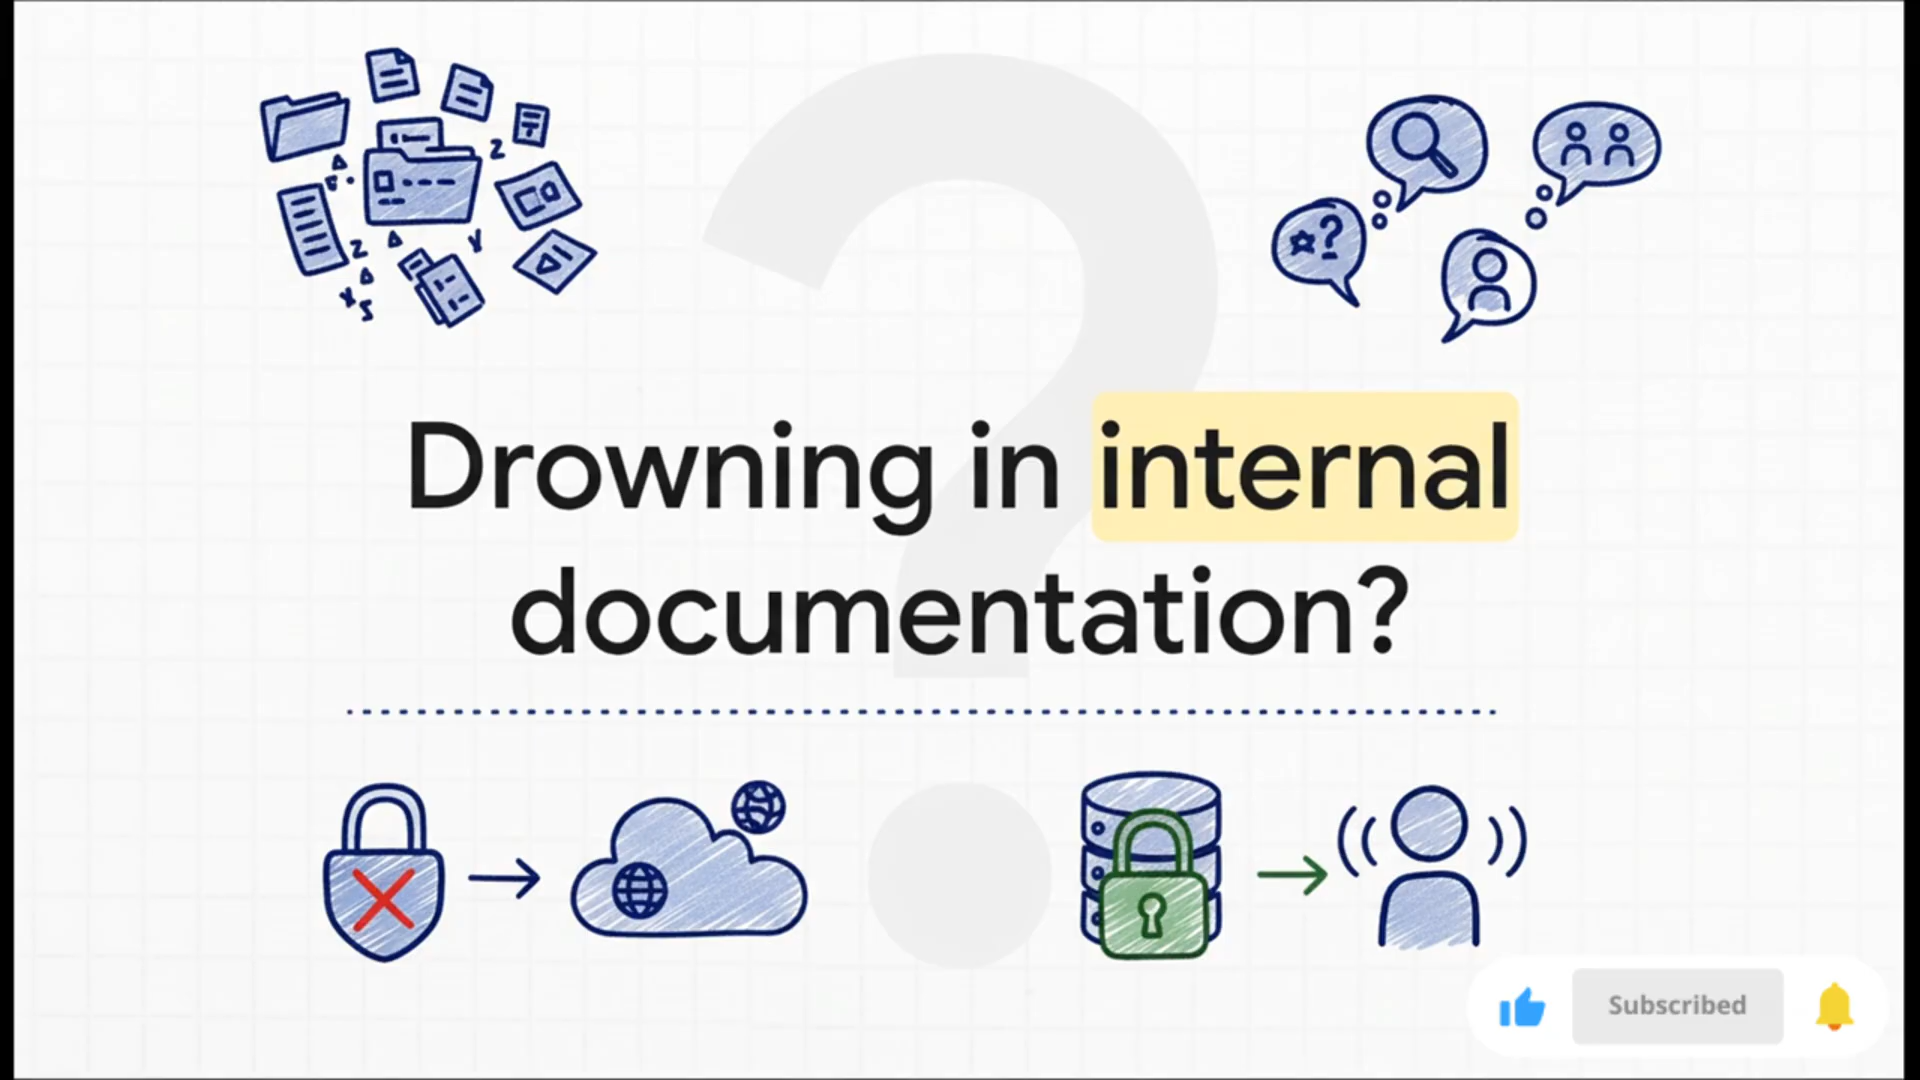 Drowning in internal
documentation?
Subscribed